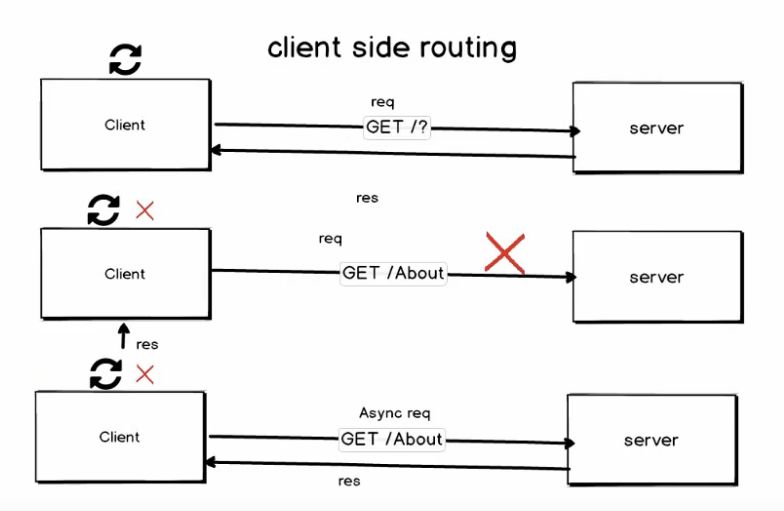 client side routing
req
Client
GET /?
server
res
req
Client
GET /About
server
res
Async req
Client
GET /About
server
res